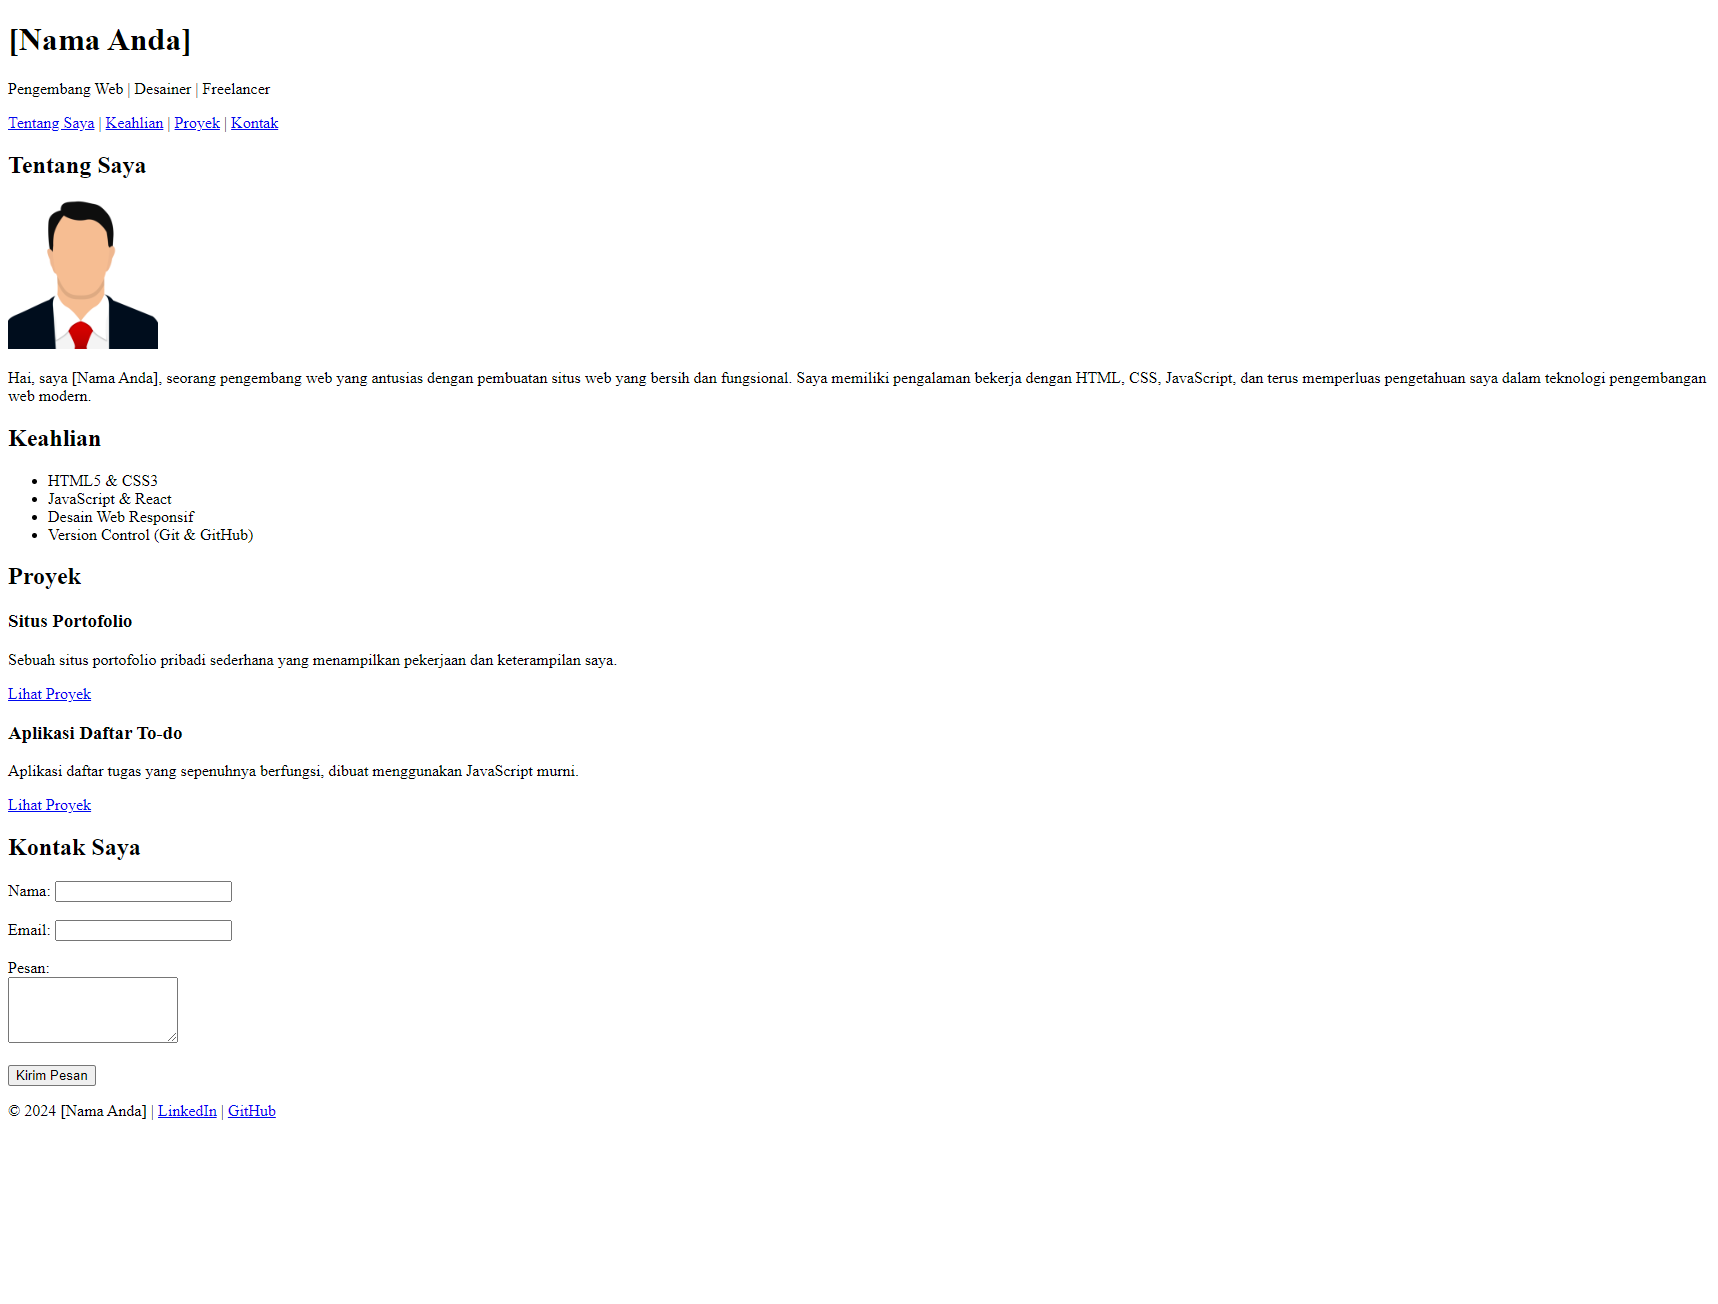 [Nama Anda]
Pengembang Web | Desainer | Freelancer
Tentang Saya | Keahlian | Proyek | Kontak
Tentang Saya
Hai, saya [Nama Anda], seorang pengembang web yang antusias dengan pembuatan situs web yang bersih dan fungsional. Saya memiliki pengalaman bekerja dengan HTML, CSS, JavaScript, dan terus memperluas pengetahuan saya dalam teknologi pengembangan
web modern.
Keahlian
• HTML5 & CSS3
• JavaScript & React
• Desain Web Responsif
• Version Control (Git & GitHub)
Proyek
Situs Portofolio
Sebuah situs portofolio pribadi sederhana yang menampilkan pekerjaan dan keterampilan saya.
Lihat Proyek
Aplikasi Daftar To-do
Aplikasi daftar tugas yang sepenuhnya berfungsi, dibuat menggunakan JavaScript murni.
Lihat Proyek
Kontak Saya
Nama:
Email:
Pesan:
Kirim Pesan
© 2024 [Nama Anda] | LinkedIn | GitHub